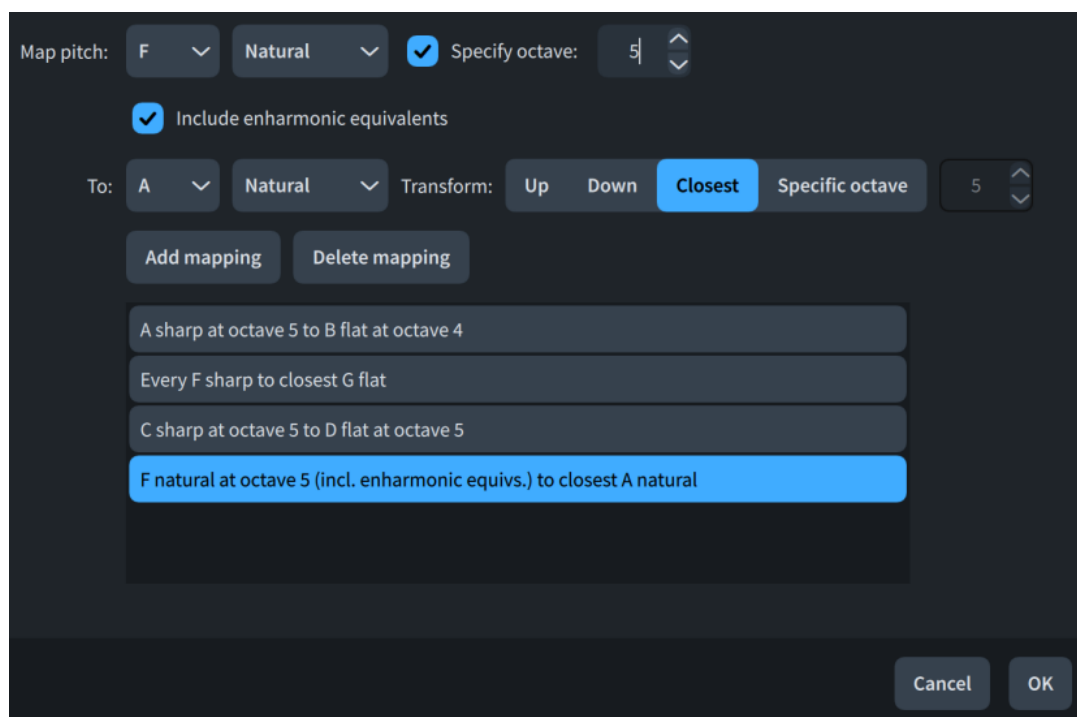 Map pitch: F Natural Specify octave: 5
Include enharmonic equivalents
To: A Natural Transform: Up Down Closest Specific octave 5
Add mapping Delete mapping
A sharp at octave 5 to B flat at octave 4
Every F sharp to closest G flat
C sharp at octave 5 to D flat at octave 5
F natural at octave 5 (incl. enharmonic equivs.) to closest A natural
Cancel OK